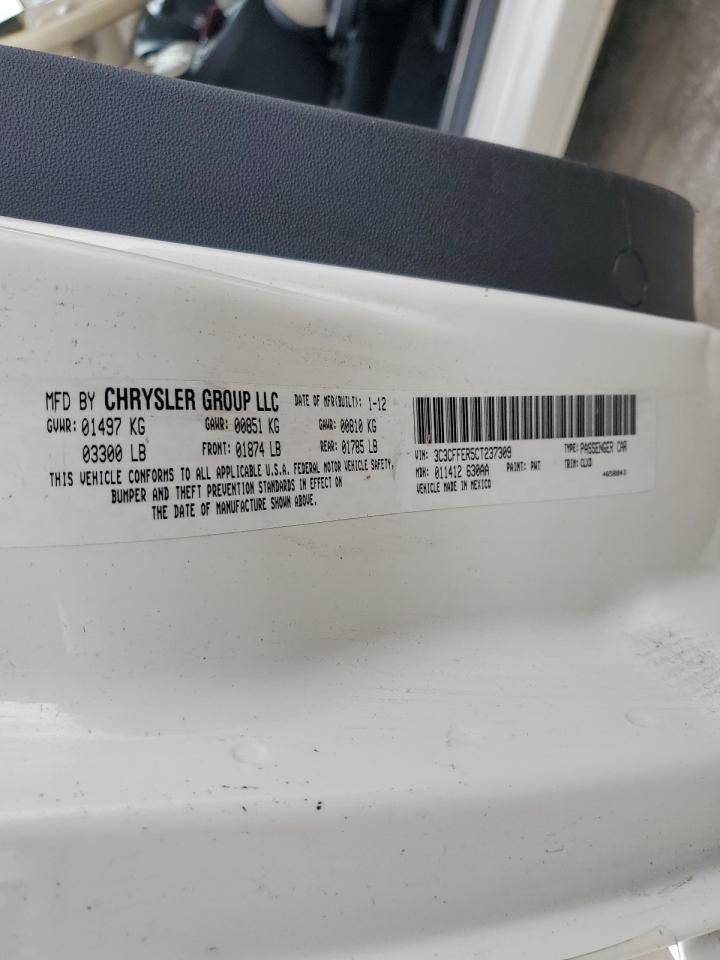 MFD BY CHRYSLER GROUP LLC DATE OF MFR(BUILT): 1-12
GVWR: 01497 KG GAWR: 00851 KG GAWR: 00810 KG
03300 LB FRONT: 01874 LB REAR: 01785 LB
THIS VEHICLE CONFORMS TO ALL APPLICABLE U.S.A. FEDERAL MOTOR VEHICLE SAFETY,
BUMPER AND THEFT PREVENTION STANDARDS IN EFFECT ON
THE DATE OF MANUFACTURE SHOWN ABOVE.
VIN: 3C3CFFER5CT237309 TYPE: PASSENGER CAR
MDH: 011412 630AA PAINT: PWT TRIM: CLVD
VEHICLE MADE IN MEXICO